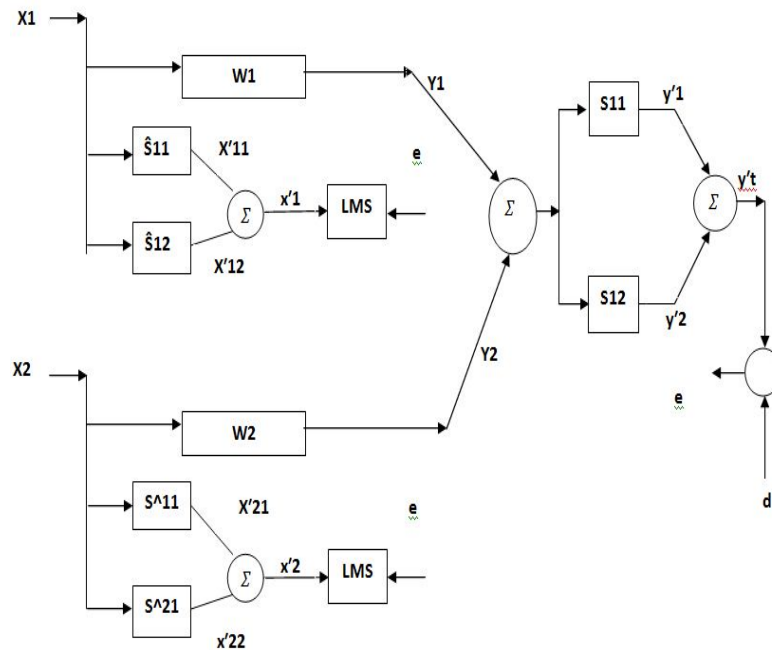 X1
W1
Y1
Ŝ11
X'11
e
Σ
x'1
LMS
Ŝ12
X'12
Σ
S11
y'1
Σ
y't
S12
y'2
X2
Y2
e
W2
d
S^11
X'21
e
Σ
x'2
LMS
S^21
x'22